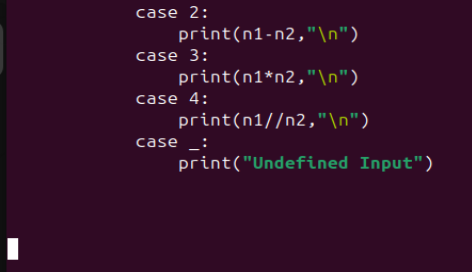 case 2:
print(n1-n2,"\n")
case 3:
print(n1*n2,"\n")
case 4:
print(n1//n2,"\n")
case _:
print("Undefined Input")